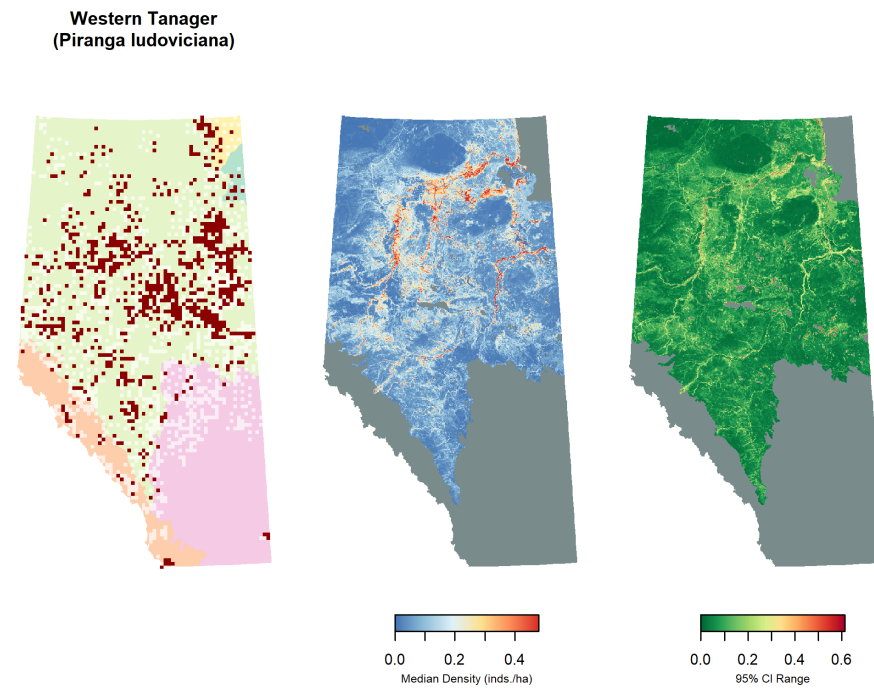 Western Tanager
(Piranga ludoviciana)
0.0 0.2 0.4
Median Density (inds./ha)
0.0 0.2 0.4 0.6
95% CI Range